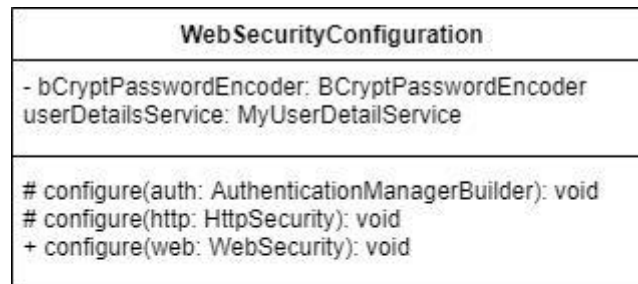 WebSecurityConfiguration
- bCryptPasswordEncoder: BCryptPasswordEncoder
userDetailsService: MyUserDetailService
# configure(auth: AuthenticationManagerBuilder): void
# configure(http: HttpSecurity): void
+ configure(web: WebSecurity): void